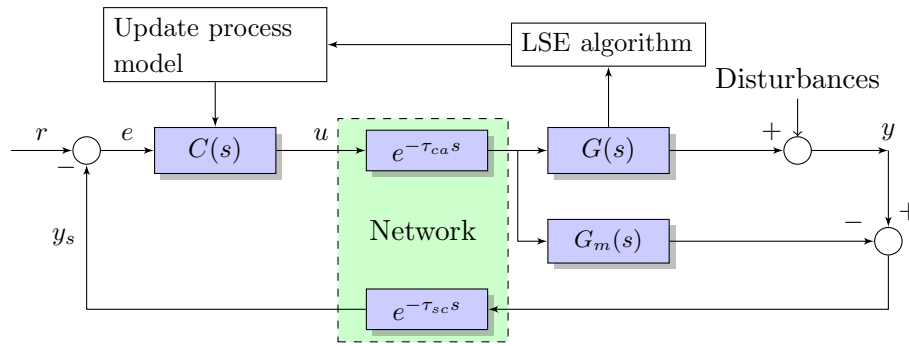 Update process
model
LSE algorithm
Disturbances
r
e
C(s)
u
e^{-τ_{ca}s}
G(s)
+
y
−
y_s
Network
G_m(s)
−
+
e^{-τ_{sc}s}